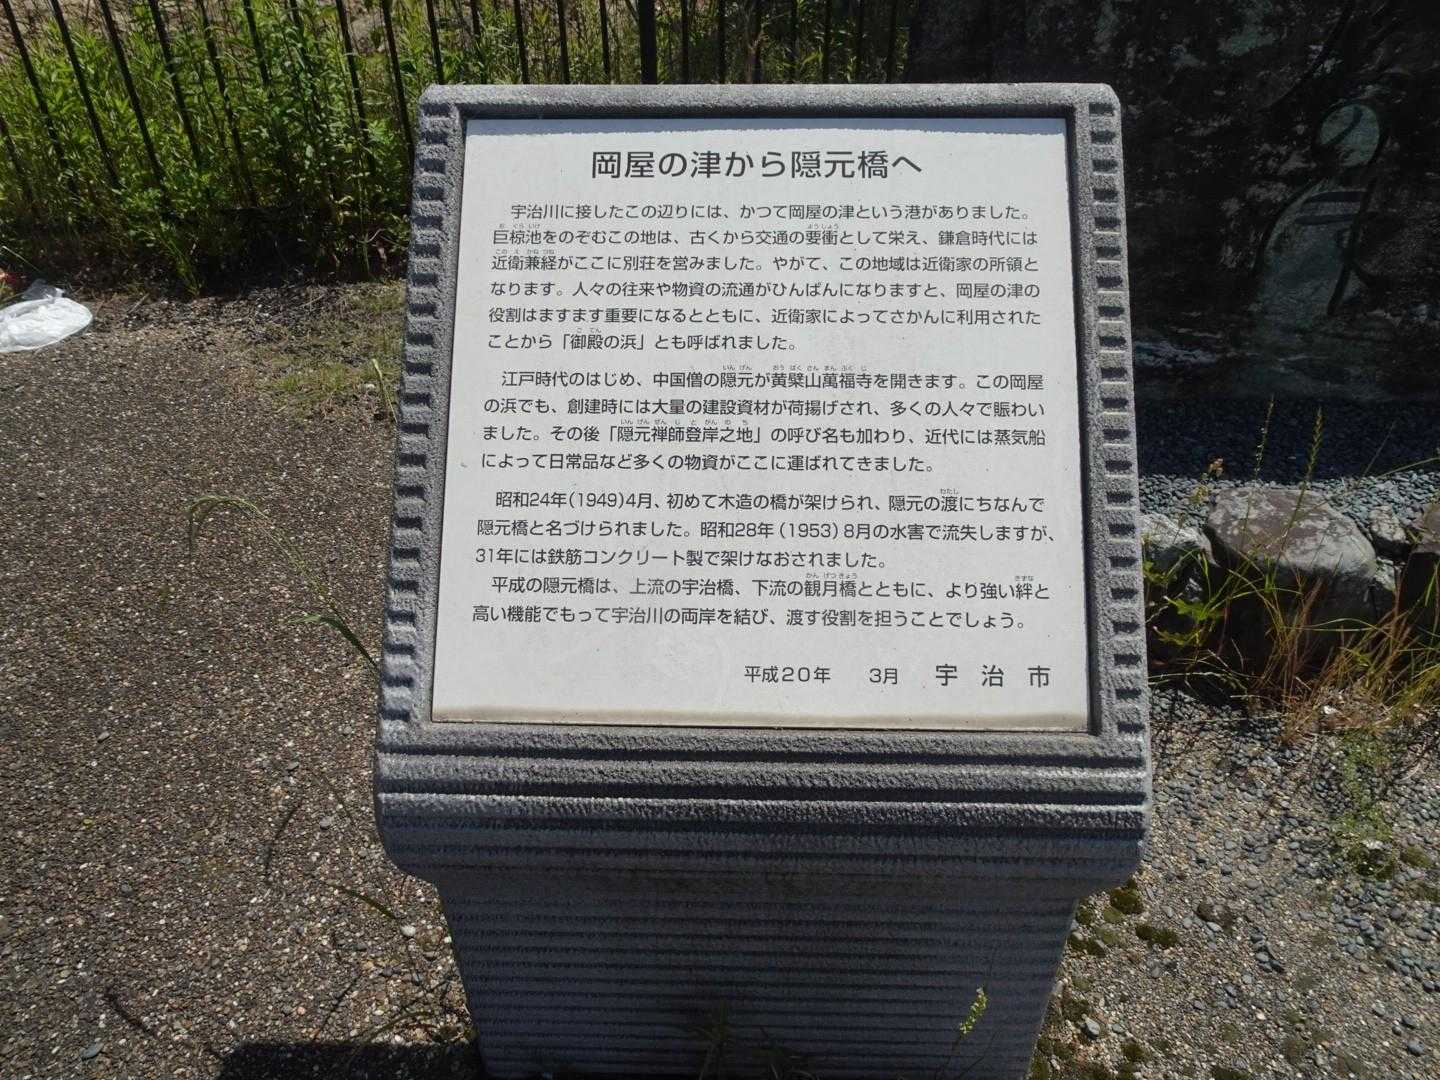 岡屋の津から隠元橋へ
宇治川に接したこの辺りには、かつて岡屋の津という港がありました。
巨椋池をのぞむこの地は、古くから交通の要衝として栄え、鎌倉時代には
近衛兼経がここに別荘を営みました。やがて、この地域は近衛家の所領と
なります。人々の往来や物資の流通がひんぱんになりますと、岡屋の津の
役割はますます重要になるとともに、近衛家によってさかんに利用された
ことから「御殿の浜」とも呼ばれました。
江戸時代のはじめ、中国僧の隠元が黄檗山萬福寺を開きます。この岡屋
の浜でも、創建時には大量の建設資材が荷揚げされ、多くの人々で賑わい
ました。その後「隠元禅師登岸之地」の呼び名も加わり、近代には蒸気船
によって日常品など多くの物資がここに運ばれてきました。
昭和24年(1949)4月、初めて木造の橋が架けられ、隠元の渡にちなんで
隠元橋と名づけられました。昭和28年(1953)8月の水害で流失しますが、
31年には鉄筋コンクリート製で架けなおされました。
平成の隠元橋は、上流の宇治橋、下流の観月橋とともに、より強い絆と
高い機能でもって宇治川の両岸を結び、渡す役割を担うことでしょう。
平成20年 3月 宇治市